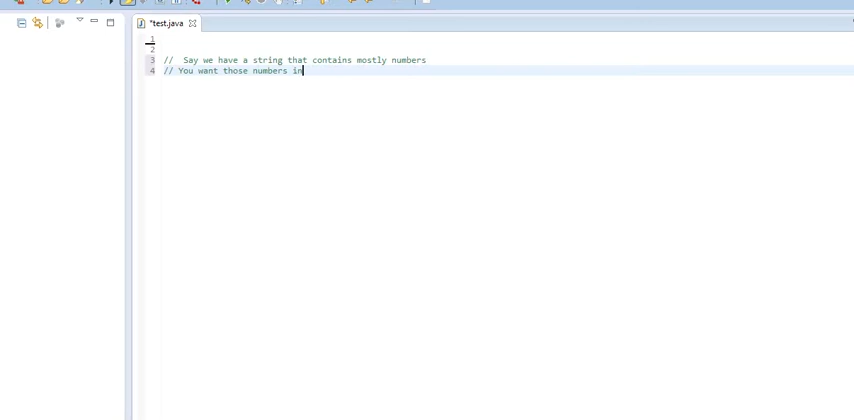 *test.java
1
2
3 // Say we have a string that contains mostly numbers
4 // You want those numbers in